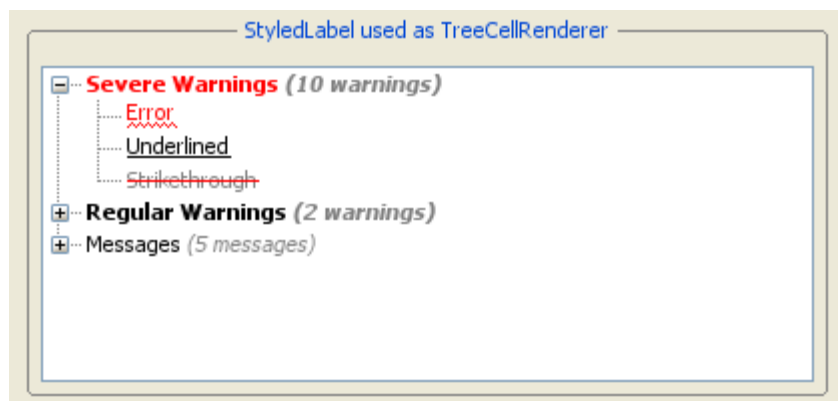 StyledLabel used as TreeCellRenderer
Severe Warnings (10 warnings)
Error
Underlined
Strikethrough
Regular Warnings (2 warnings)
Messages (5 messages)